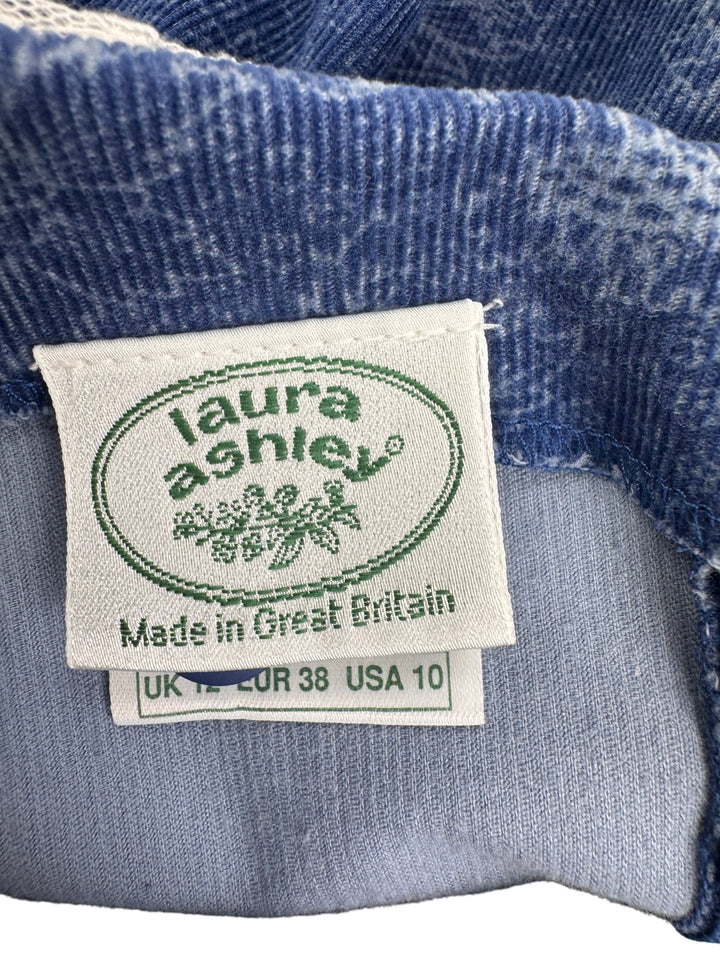 laura
ashley
Made in Great Britain
UK 12 EUR 38 USA 10